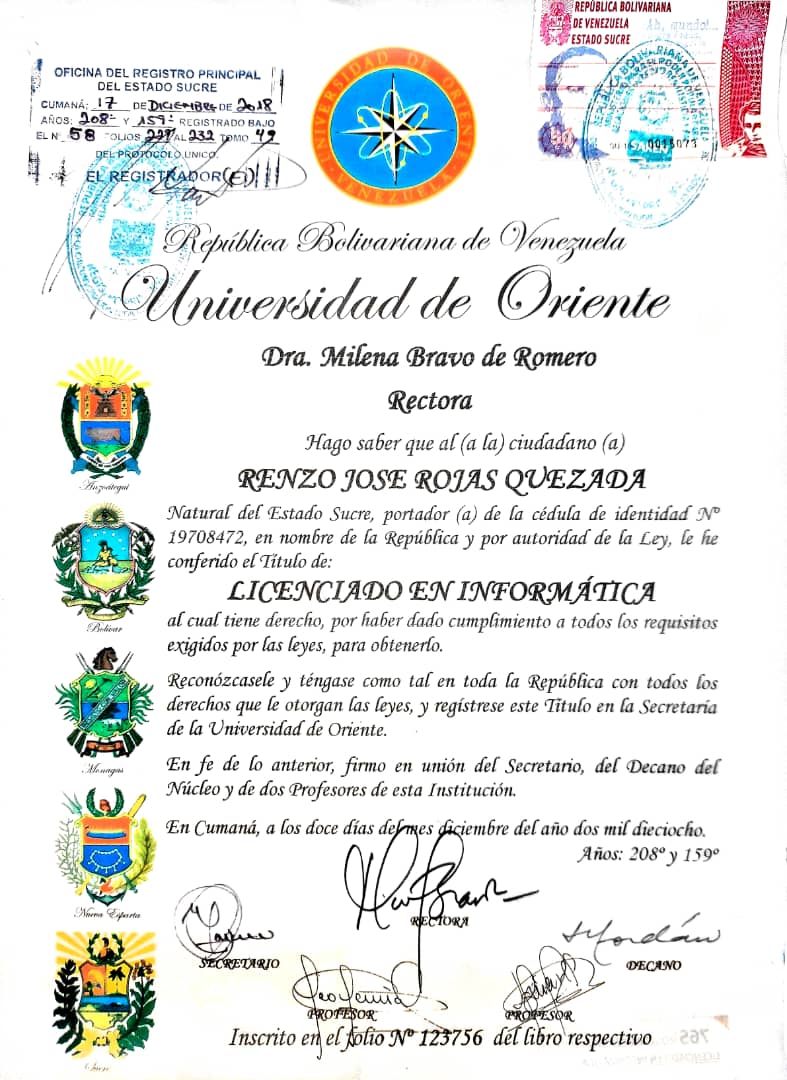 OFICINA DEL REGISTRO PRINCIPAL
DEL ESTADO SUCRE
CUMANÁ: 17 DE DICIEMBRE DE 2018
AÑOS: 208º Y 159º REGISTRADO BAJO
EL Nº 58 FOLIOS 228 AL 232 TOMO 49
DEL PROTOCOLO UNICO.
EL REGISTRADOR(E)
UNIVERSIDAD DE ORIENTE
VENEZUELA
REPÚBLICA BOLIVARIANA
DE VENEZUELA
ESTADO SUCRE
República Bolivariana de Venezuela
Universidad de Oriente
Dra. Milena Bravo de Romero
Rectora
Hago saber que al (a la) ciudadano (a)
RENZO JOSE ROJAS QUEZADA
Natural del Estado Sucre, portador (a) de la cédula de identidad Nº
19708472, en nombre de la República y por autoridad de la Ley, le he
conferido el Título de:
LICENCIADO EN INFORMÁTICA
al cual tiene derecho, por haber dado cumplimiento a todos los requisitos
exigidos por las leyes, para obtenerlo.
Reconózcasele y téngase como tal en toda la República con todos los
derechos que le otorgan las leyes, y regístrese este Título en la Secretaría
de la Universidad de Oriente.
En fe de lo anterior, firmo en unión del Secretario, del Decano del
Núcleo y de dos Profesores de esta Institución.
En Cumaná, a los doce días del mes diciembre del año dos mil dieciocho.
Años: 208º y 159º
Anzoátegui
Bolívar
Monagas
Nueva Esparta
Sucre
RECTORA
SECRETARIO
DECANO
PROFESOR
PROFESOR
Inscrito en el folio Nº 123756 del libro respectivo